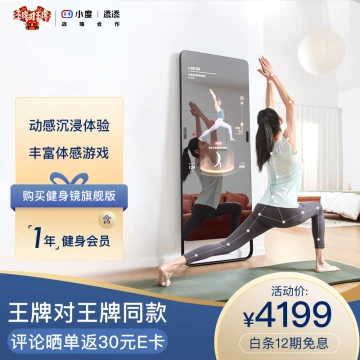 王牌对王牌
小度 | 添添
战略合作
动感沉浸体验
丰富体感游戏
购买健身镜旗舰版
含
1年 健身会员
王牌对王牌同款
评论晒单返30元E卡
活动价:
¥4199
白条12期免息